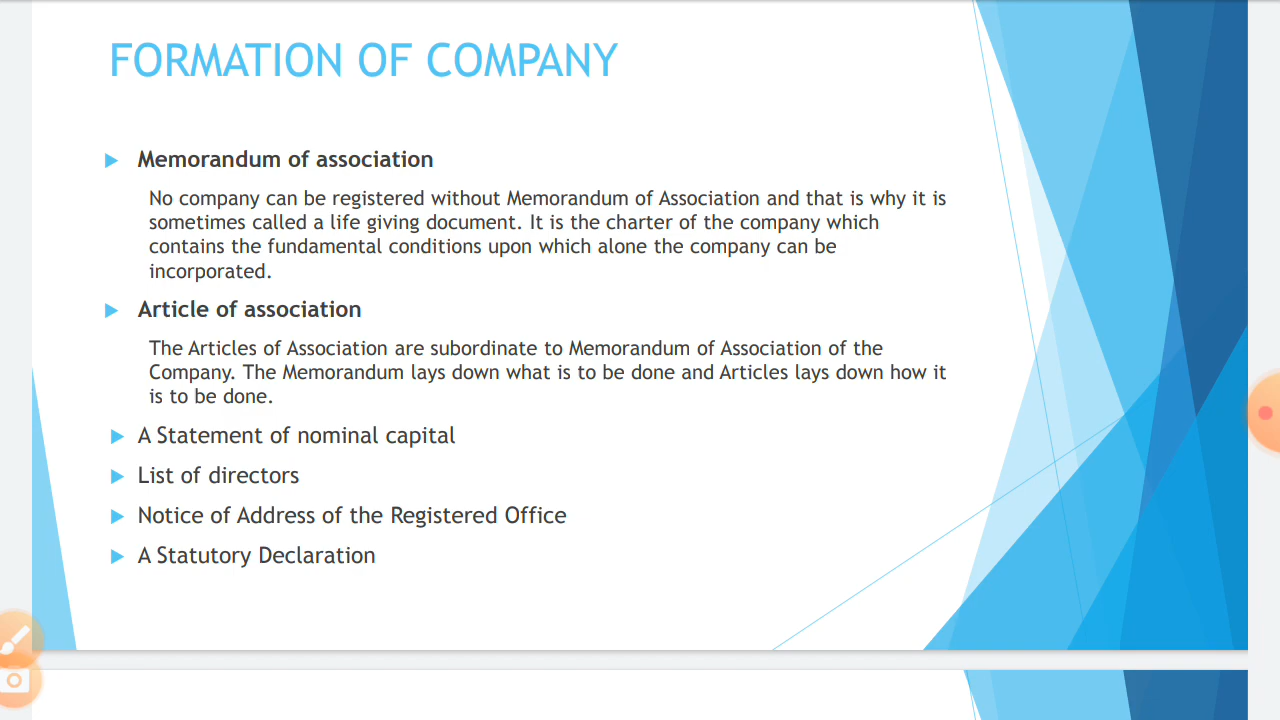 FORMATION OF COMPANY
Memorandum of association
No company can be registered without Memorandum of Association and that is why it is
sometimes called a life giving document. It is the charter of the company which
contains the fundamental conditions upon which alone the company can be
incorporated.
Article of association
The Articles of Association are subordinate to Memorandum of Association of the
Company. The Memorandum lays down what is to be done and Articles lays down how it
is to be done.
A Statement of nominal capital
List of directors
Notice of Address of the Registered Office
A Statutory Declaration